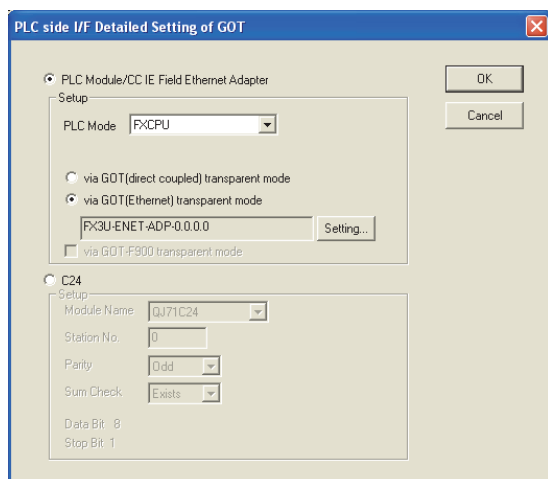 PLC side I/F Detailed Setting of GOT
PLC Module/CC IE Field Ethernet Adapter
OK
Setup
Cancel
PLC Mode FXCPU
via GOT(direct coupled) transparent mode
via GOT(Ethernet) transparent mode
FX3U-ENET-ADP-0.0.0.0 Setting...
via GOT-F900 transparent mode
C24
Setup
Module Name QJ71C24
Station No. 0
Parity Odd
Sum Check Exists
Data Bit 8
Stop Bit 1